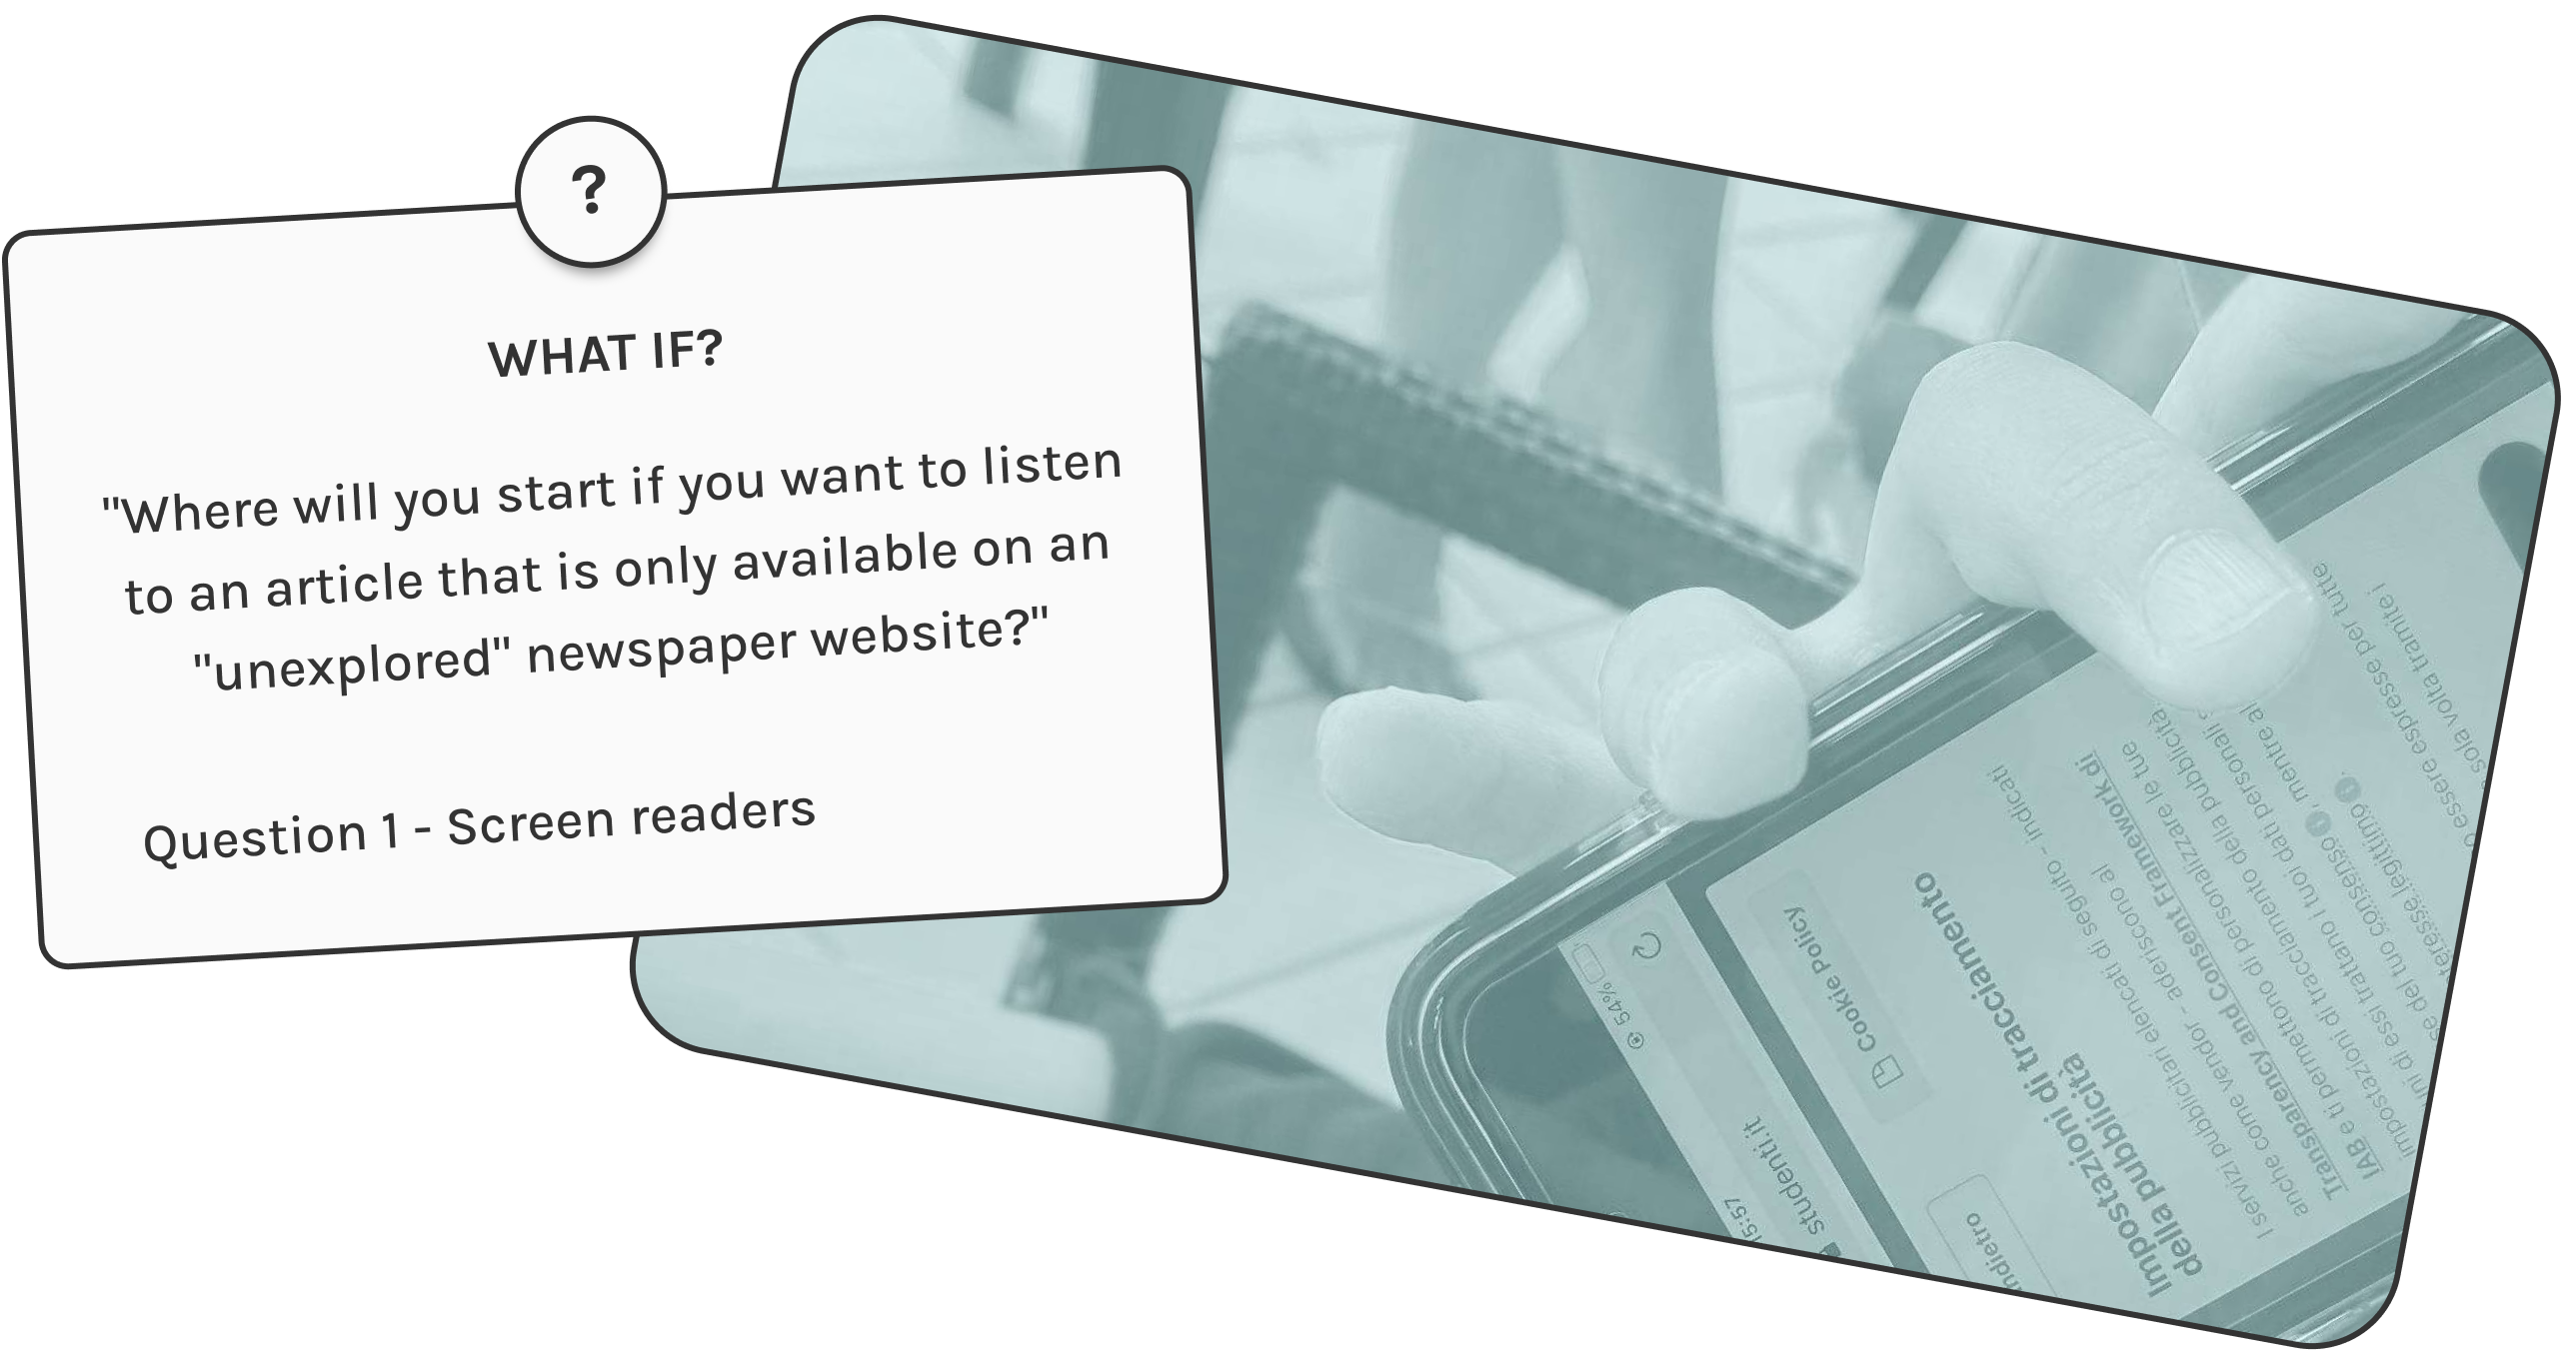 ?
WHAT IF?
"Where will you start if you want to listen
to an article that is only available on an
"unexplored" newspaper website?"
Question 1 - Screen readers
15:57
54%
studenti.it
Cookie Policy
Indietro
Impostazioni di tracciamento
della pubblicità
I servizi pubblicitari elencati di seguito - indicati
anche come vendor - aderiscono al
Transparency and Consent Framework di
IAB e ti permettono di personalizzare le tue
impostazioni di tracciamento della pubblicità.
di essi trattano i tuoi dati personali
del tuo consenso, mentre al
interesse legittimo.
essere espresse per tutte
sola volta tramite i